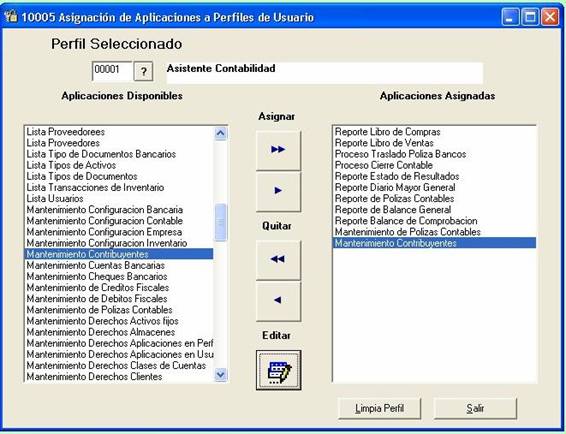 10005 Asignación de Aplicaciones a Perfiles de Usuario
Perfil Seleccionado
00001 ? Asistente Contabilidad
Aplicaciones Disponibles
Lista Proveedorees
Lista Proveedores
Lista Tipo de Documentos Bancarios
Lista Tipos de Activos
Lista Tipos de Documentos
Lista Transacciones de Inventario
Lista Usuarios
Mantenimiento Configuracion Bancaria
Mantenimiento Configuracion Contable
Mantenimiento Configuracion Empresa
Mantenimiento Configuracion Inventario
Mantenimiento Contribuyentes
Mantenimiento Cuentas Bancarias
Mantenimiento Cheques Bancarios
Mantenimiento de Creditos Fiscales
Mantenimiento de Debitos Fiscales
Mantenimiento de Polizas Contables
Mantenimiento Derechos Activos fijos
Mantenimiento Derechos Almacenes
Mantenimiento Derechos Aplicaciones en Perf
Mantenimiento Derechos Aplicaciones en Usu
Mantenimiento Derechos Clases de Cuentas
Mantenimiento Derechos Clientes
Asignar
Quitar
Editar
Aplicaciones Asignadas
Reporte Libro de Compras
Reporte Libro de Ventas
Proceso Traslado Poliza Bancos
Proceso Cierre Contable
Reporte Estado de Resultados
Reporte Diario Mayor General
Reporte de Polizas Contables
Reporte de Balance General
Reporte Balance de Comprobacion
Mantenimiento de Polizas Contables
Mantenimiento Contribuyentes
Limpia Perfil
Salir